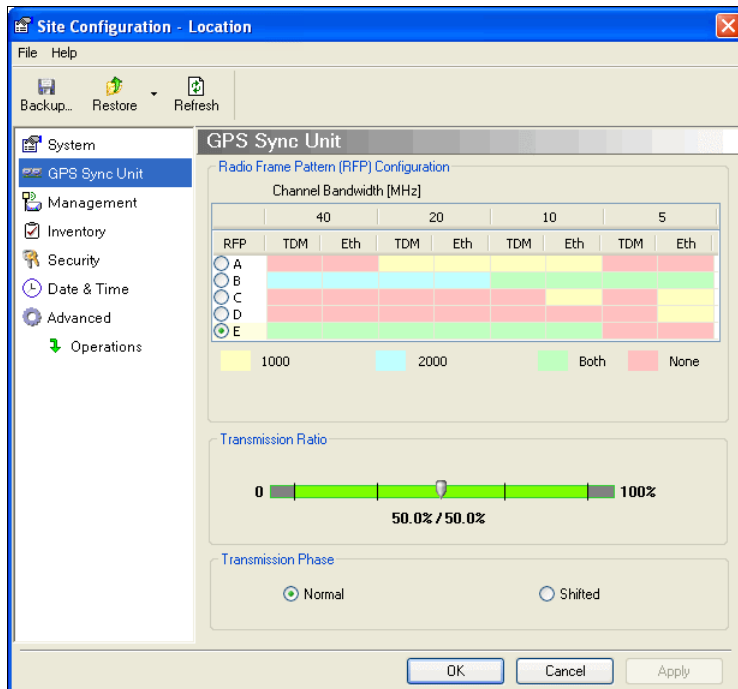 Site Configuration - Location
File Help
Backup... Restore Refresh
System
GPS Sync Unit
Management
Inventory
Security
Date & Time
Advanced
Operations
GPS Sync Unit
Radio Frame Pattern (RFP) Configuration
Channel Bandwidth [MHz]
40 20 10 5
RFP TDM Eth TDM Eth TDM Eth TDM Eth
A
B
C
D
E
1000 2000 Both None
Transmission Ratio
0 100%
50.0% / 50.0%
Transmission Phase
Normal Shifted
OK Cancel Apply